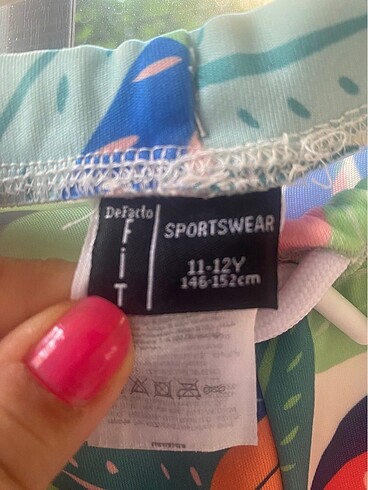 DeFacto
FiT
SPORTSWEAR
11-12Y
146-152cm